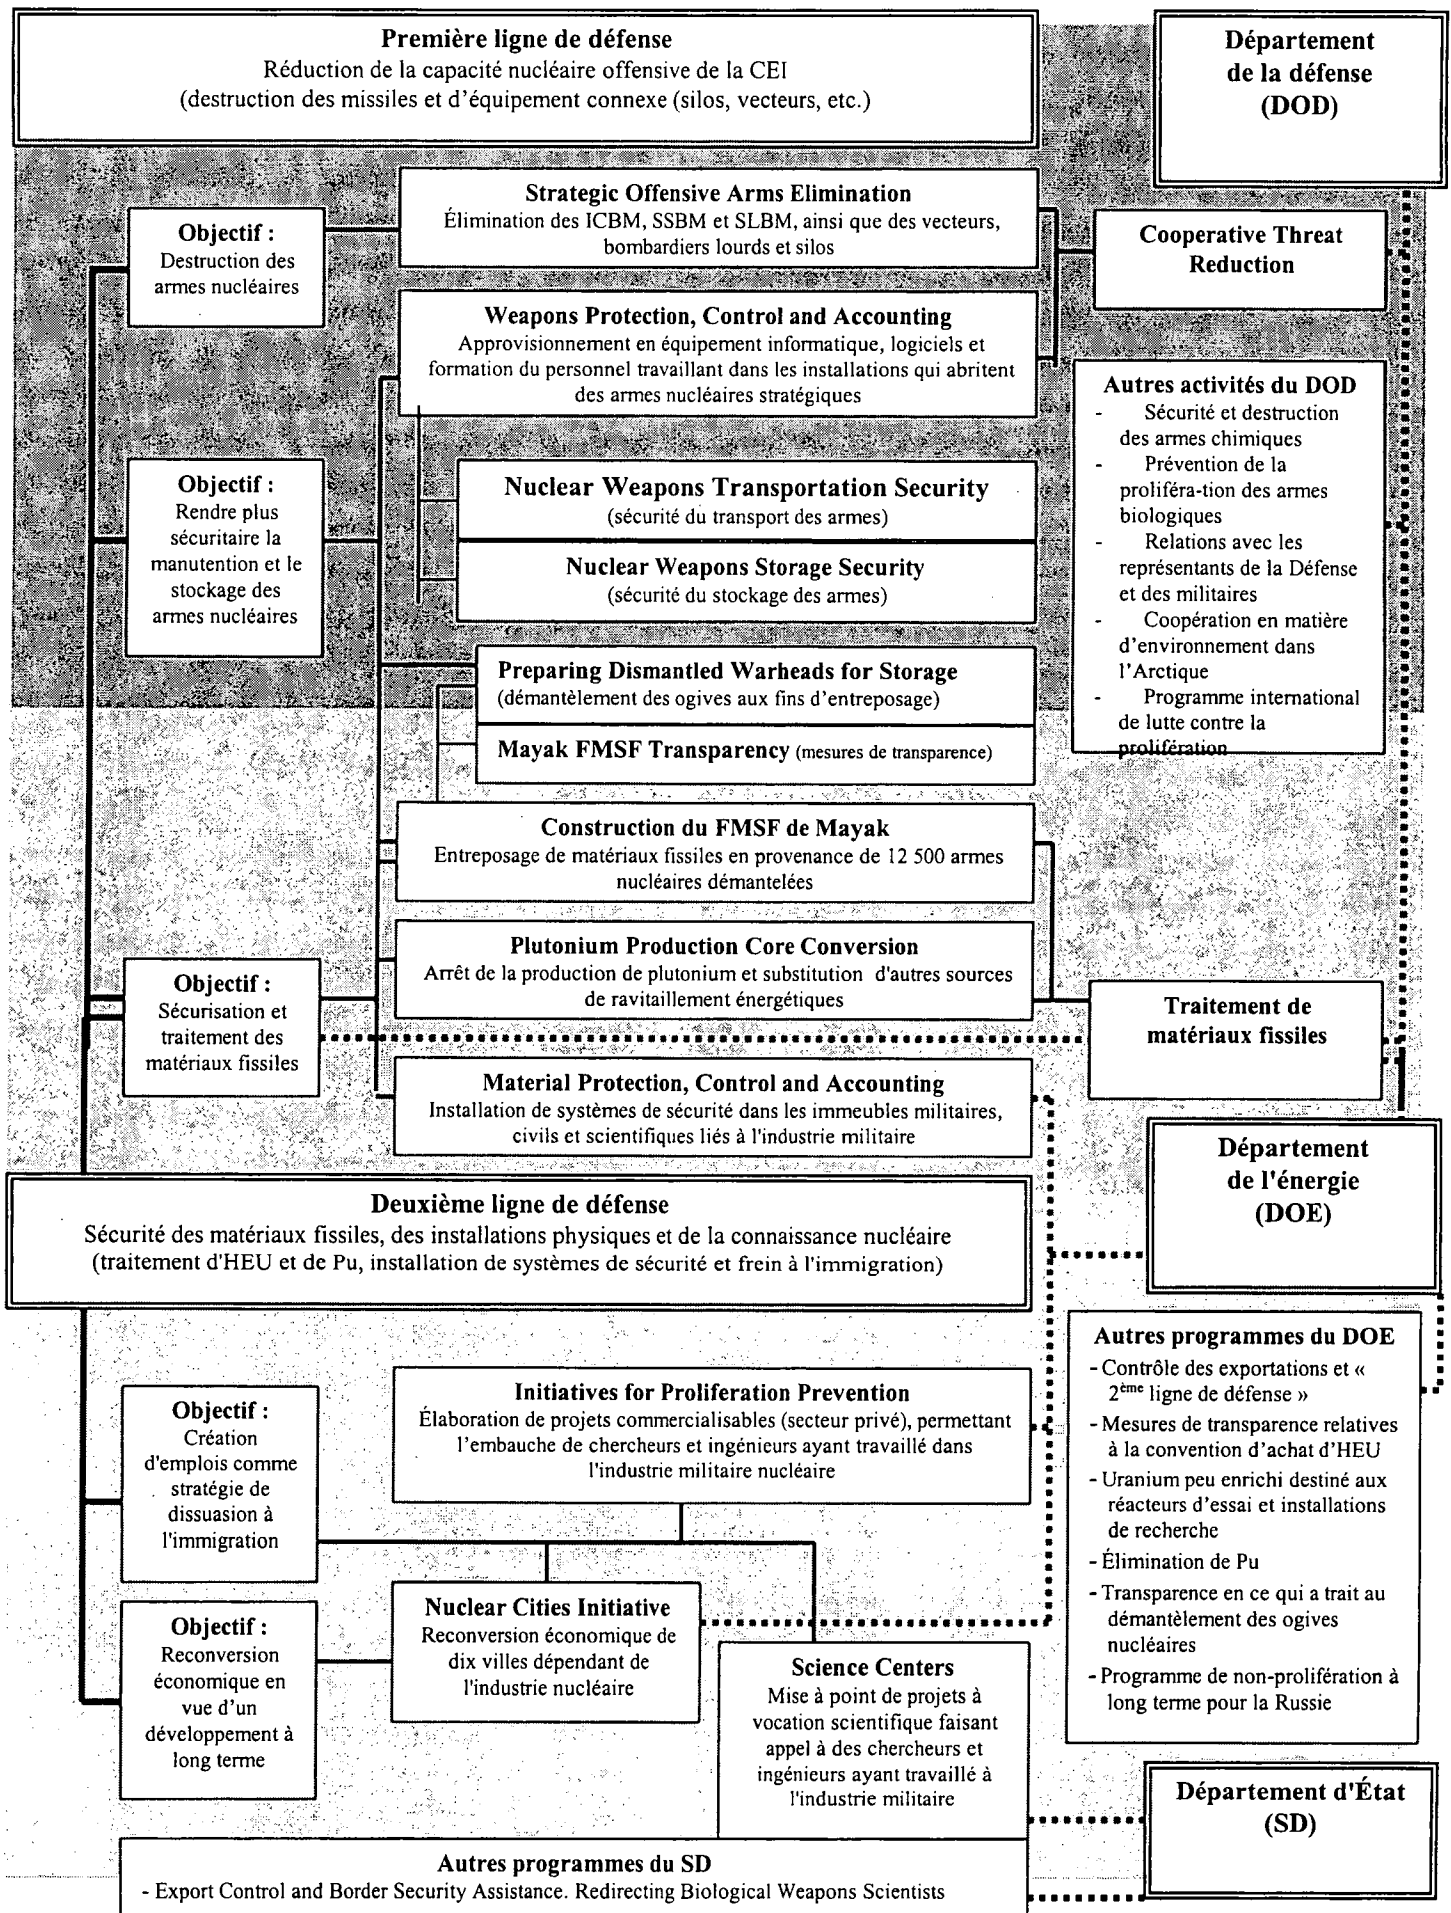 Première ligne de défense
Réduction de la capacité nucléaire offensive de la CEI
(destruction des missiles et d'équipement connexe (silos, vecteurs, etc.)
Département
de la défense
(DOD)
Strategic Offensive Arms Elimination
Élimination des ICBM, SSBM et SLBM, ainsi que des vecteurs,
bombardiers lourds et silos
Objectif :
Destruction des
armes nucléaires
Cooperative Threat
Reduction
Weapons Protection, Control and Accounting
Approvisionnement en équipement informatique, logiciels et
formation du personnel travaillant dans les installations qui abritent
des armes nucléaires stratégiques
Autres activités du DOD
- Sécurité et destruction
des armes chimiques
- Prévention de la
proliféra-tion des armes
biologiques
- Relations avec les
représentants de la Défense
et des militaires
- Coopération en matière
d'environnement dans
l'Arctique
- Programme international
de lutte contre la
prolifération
Objectif :
Rendre plus
sécuritaire la
manutention et le
stockage des
armes nucléaires
Nuclear Weapons Transportation Security
(sécurité du transport des armes)
Nuclear Weapons Storage Security
(sécurité du stockage des armes)
Preparing Dismantled Warheads for Storage
(démantèlement des ogives aux fins d'entreposage)
Mayak FMSF Transparency (mesures de transparence)
Construction du FMSF de Mayak
Entreposage de matériaux fissiles en provenance de 12 500 armes
nucléaires démantelées
Plutonium Production Core Conversion
Arrêt de la production de plutonium et substitution d'autres sources
de ravitaillement énergétiques
Objectif :
Sécurisation et
traitement des
matériaux fissiles
Traitement de
matériaux fissiles
Material Protection, Control and Accounting
Installation de systèmes de sécurité dans les immeubles militaires,
civils et scientifiques liés à l'industrie militaire
Département
de l'énergie
(DOE)
Deuxième ligne de défense
Sécurité des matériaux fissiles, des installations physiques et de la connaissance nucléaire
(traitement d'HEU et de Pu, installation de systèmes de sécurité et frein à l'immigration)
Autres programmes du DOE
- Contrôle des exportations et «
2ème ligne de défense »
- Mesures de transparence relatives
à la convention d'achat d'HEU
- Uranium peu enrichi destiné aux
réacteurs d'essai et installations
de recherche
- Élimination de Pu
- Transparence en ce qui a trait au
démantèlement des ogives
nucléaires
- Programme de non-prolifération à
long terme pour la Russie
Initiatives for Proliferation Prevention
Élaboration de projets commercialisables (secteur privé), permettant
l'embauche de chercheurs et ingénieurs ayant travaillé dans
l'industrie militaire nucléaire
Objectif :
Création
d'emplois comme
stratégie de
dissuasion à
l'immigration
Nuclear Cities Initiative
Reconversion économique de
dix villes dépendant de
l'industrie nucléaire
Objectif :
Reconversion
économique en
vue d'un
développement à
long terme
Science Centers
Mise à point de projets à
vocation scientifique faisant
appel à des chercheurs et
ingénieurs ayant travaillé à
l'industrie militaire
Département d'État
(SD)
Autres programmes du SD
- Export Control and Border Security Assistance. Redirecting Biological Weapons Scientists